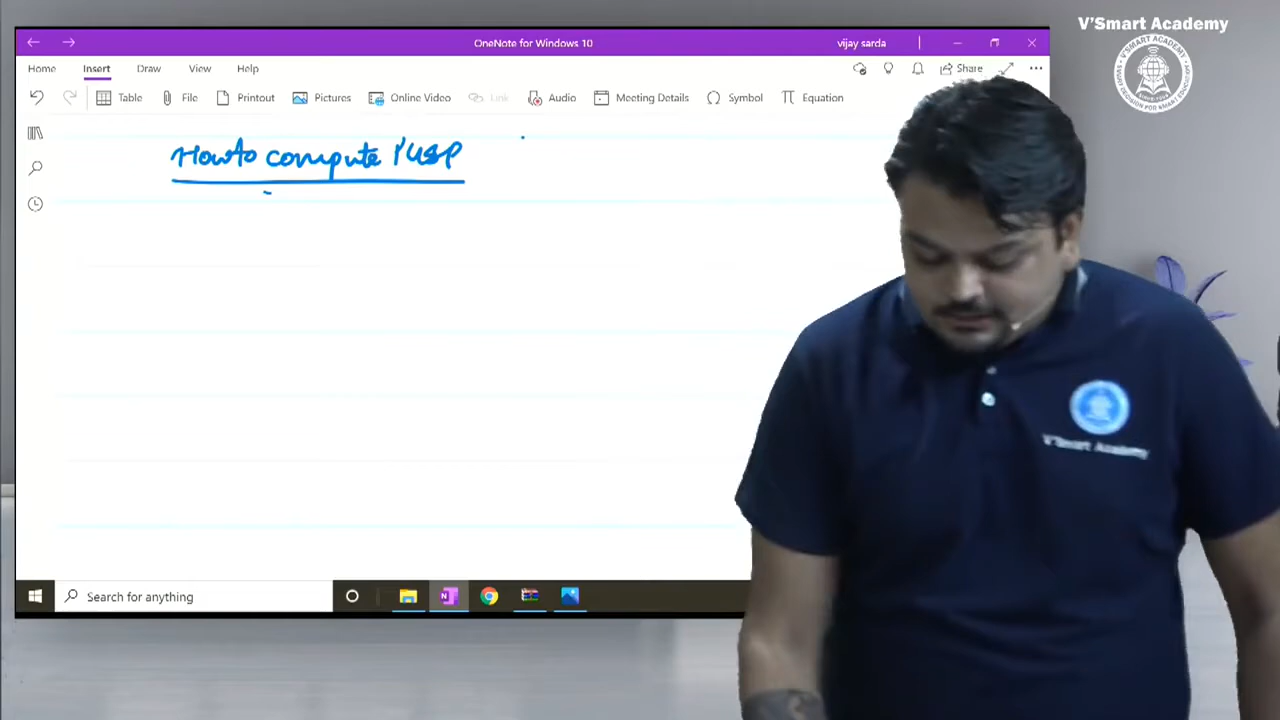 V'Smart Academy
OneNote for Windows 10
vijay sarda
Home Insert Draw View Help
Share
Table File Printout Pictures Online Video Link Audio Meeting Details Symbol Equation
How to compute
Search for anything
V'Smart Academy